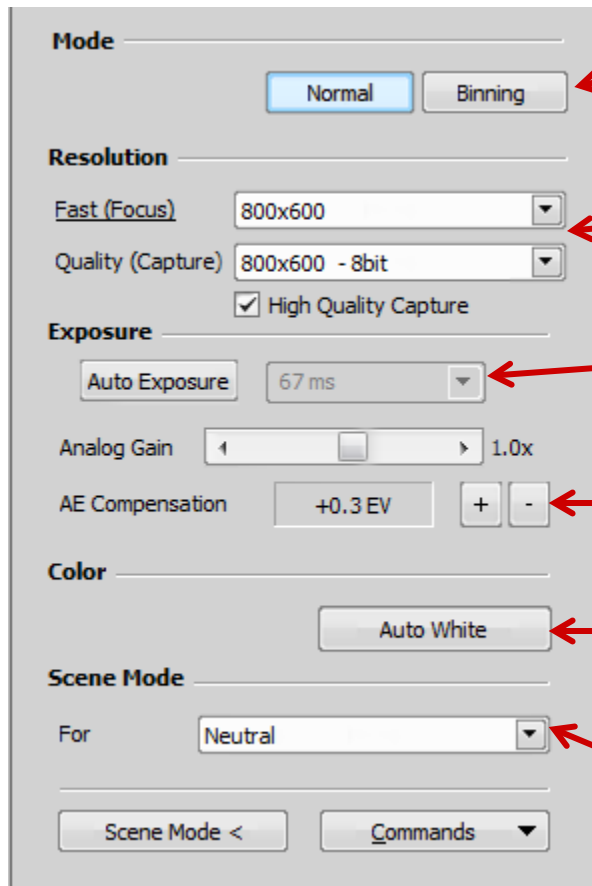 Mode
Normal Binning
Resolution
Fast (Focus) 800x600
Quality (Capture) 800x600 - 8bit
High Quality Capture
Exposure
Auto Exposure 67 ms
Analog Gain 1.0x
AE Compensation +0.3 EV + -
Color
Auto White
Scene Mode
For Neutral
Scene Mode < Commands